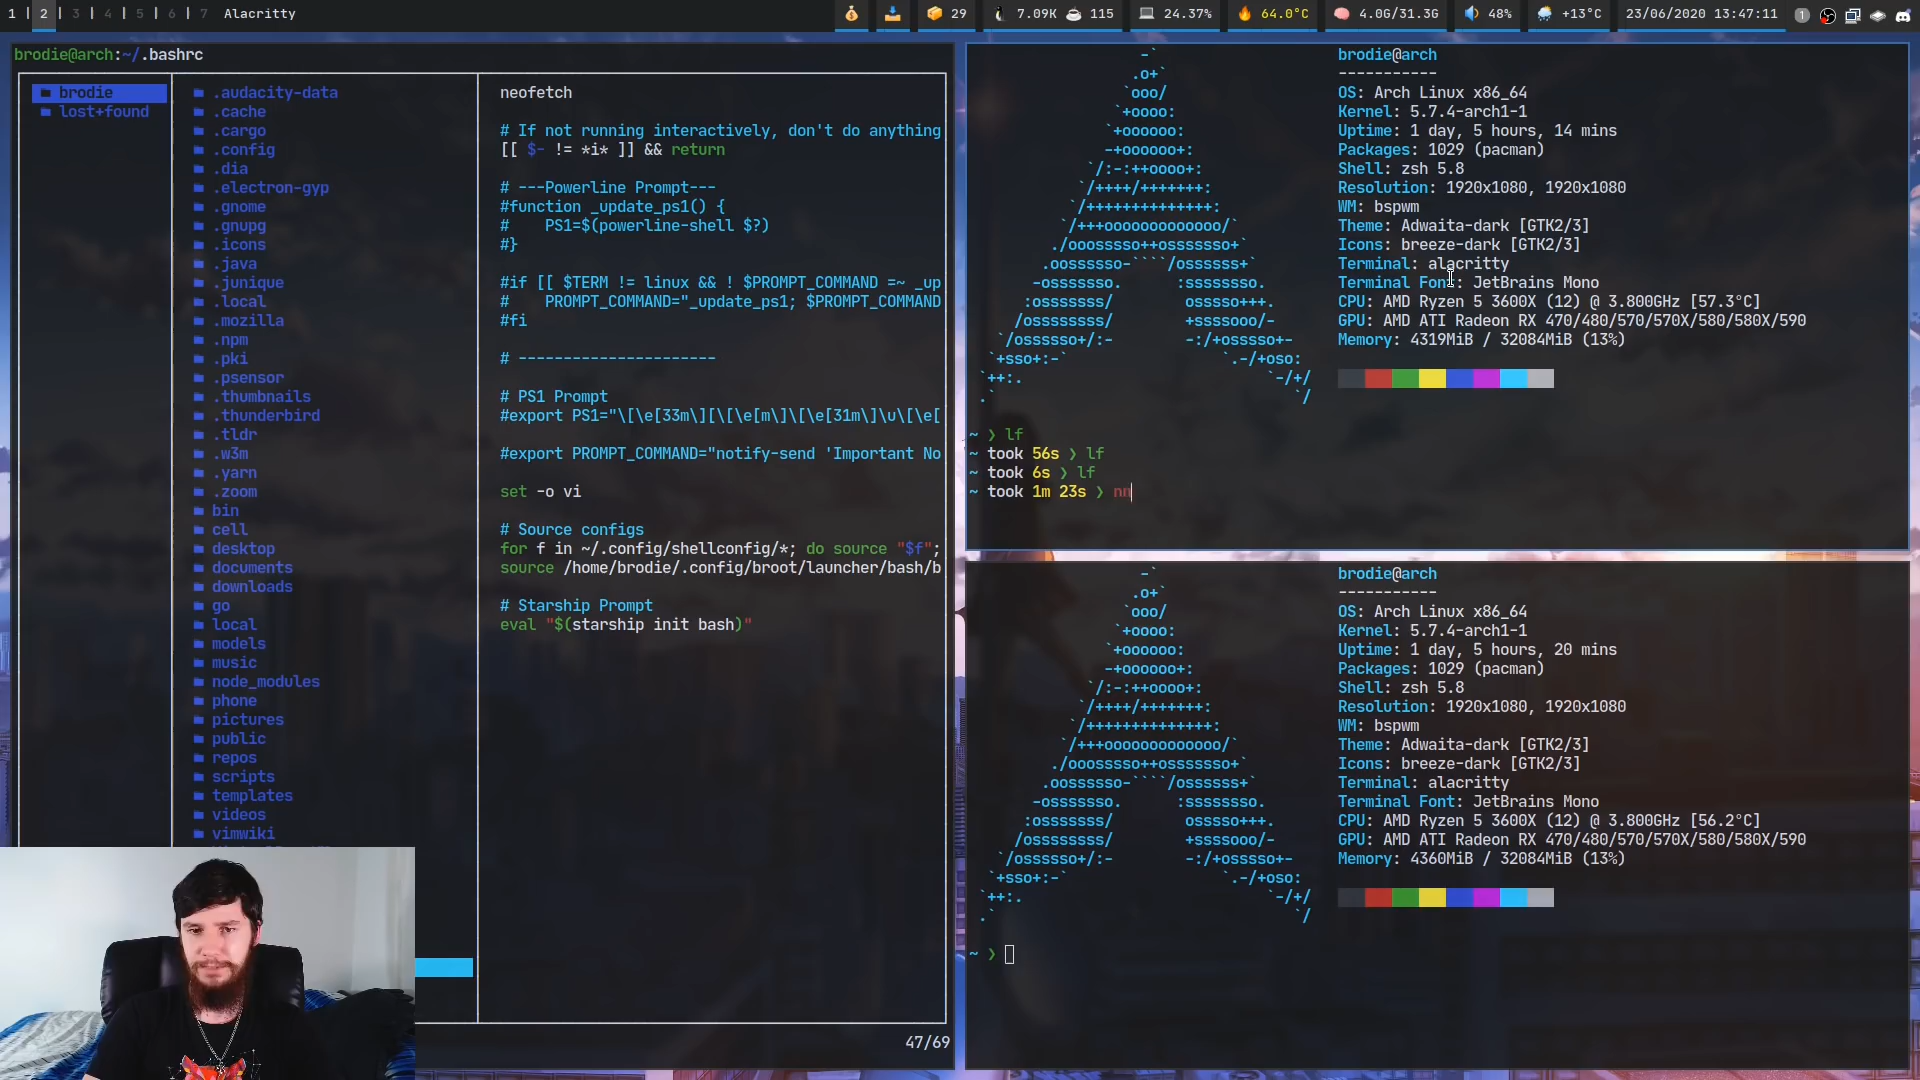 1 | 2 | 3 | 4 | 5 | 6 | 7 Alacritty
29 7.09K 115 24.37% 64.0°C 4.0G/31.3G 48% +13°C 23/06/2020 13:47:11 1
brodie@arch:~/.bashrc
brodie
lost+found
.audacity-data
.cache
.cargo
.config
.dia
.electron-gyp
.gnome
.gnupg
.icons
.java
.junique
.local
.mozilla
.npm
.pki
.psensor
.thumbnails
.thunderbird
.tldr
.w3m
.yarn
.zoom
bin
cell
desktop
documents
downloads
go
local
models
music
node_modules
phone
pictures
public
repos
scripts
templates
videos
vimwiki
neofetch
# If not running interactively, don't do anything
[[ $- != *i* ]] && return
# ---Powerline Prompt---
#function _update_ps1() {
#    PS1=$(powerline-shell $?)
#}
#if [[ $TERM != linux && ! $PROMPT_COMMAND =~ _up
#    PROMPT_COMMAND="_update_ps1; $PROMPT_COMMAND
#fi
# ----------------------
# PS1 Prompt
#export PS1="\[\e[33m\][\[\e[m\]\[\e[31m\]\u\[\e[
#export PROMPT_COMMAND="notify-send 'Important No
set -o vi
# Source configs
for f in ~/.config/shellconfig/*; do source "$f";
source /home/brodie/.config/broot/launcher/bash/b
# Starship Prompt
eval "$(starship init bash)"
47/69
brodie@arch
-----------
OS: Arch Linux x86_64
Kernel: 5.7.4-arch1-1
Uptime: 1 day, 5 hours, 14 mins
Packages: 1029 (pacman)
Shell: zsh 5.8
Resolution: 1920x1080, 1920x1080
WM: bspwm
Theme: Adwaita-dark [GTK2/3]
Icons: breeze-dark [GTK2/3]
Terminal: alacritty
Terminal Font: JetBrains Mono
CPU: AMD Ryzen 5 3600X (12) @ 3.800GHz [57.3°C]
GPU: AMD ATI Radeon RX 470/480/570/570X/580/580X/590
Memory: 4319MiB / 32084MiB (13%)
~ ❯ lf
~ took 56s ❯ lf
~ took 6s ❯ lf
~ took 1m 23s ❯ nn
brodie@arch
-----------
OS: Arch Linux x86_64
Kernel: 5.7.4-arch1-1
Uptime: 1 day, 5 hours, 20 mins
Packages: 1029 (pacman)
Shell: zsh 5.8
Resolution: 1920x1080, 1920x1080
WM: bspwm
Theme: Adwaita-dark [GTK2/3]
Icons: breeze-dark [GTK2/3]
Terminal: alacritty
Terminal Font: JetBrains Mono
CPU: AMD Ryzen 5 3600X (12) @ 3.800GHz [56.2°C]
GPU: AMD ATI Radeon RX 470/480/570/570X/580/580X/590
Memory: 4360MiB / 32084MiB (13%)
~ ❯